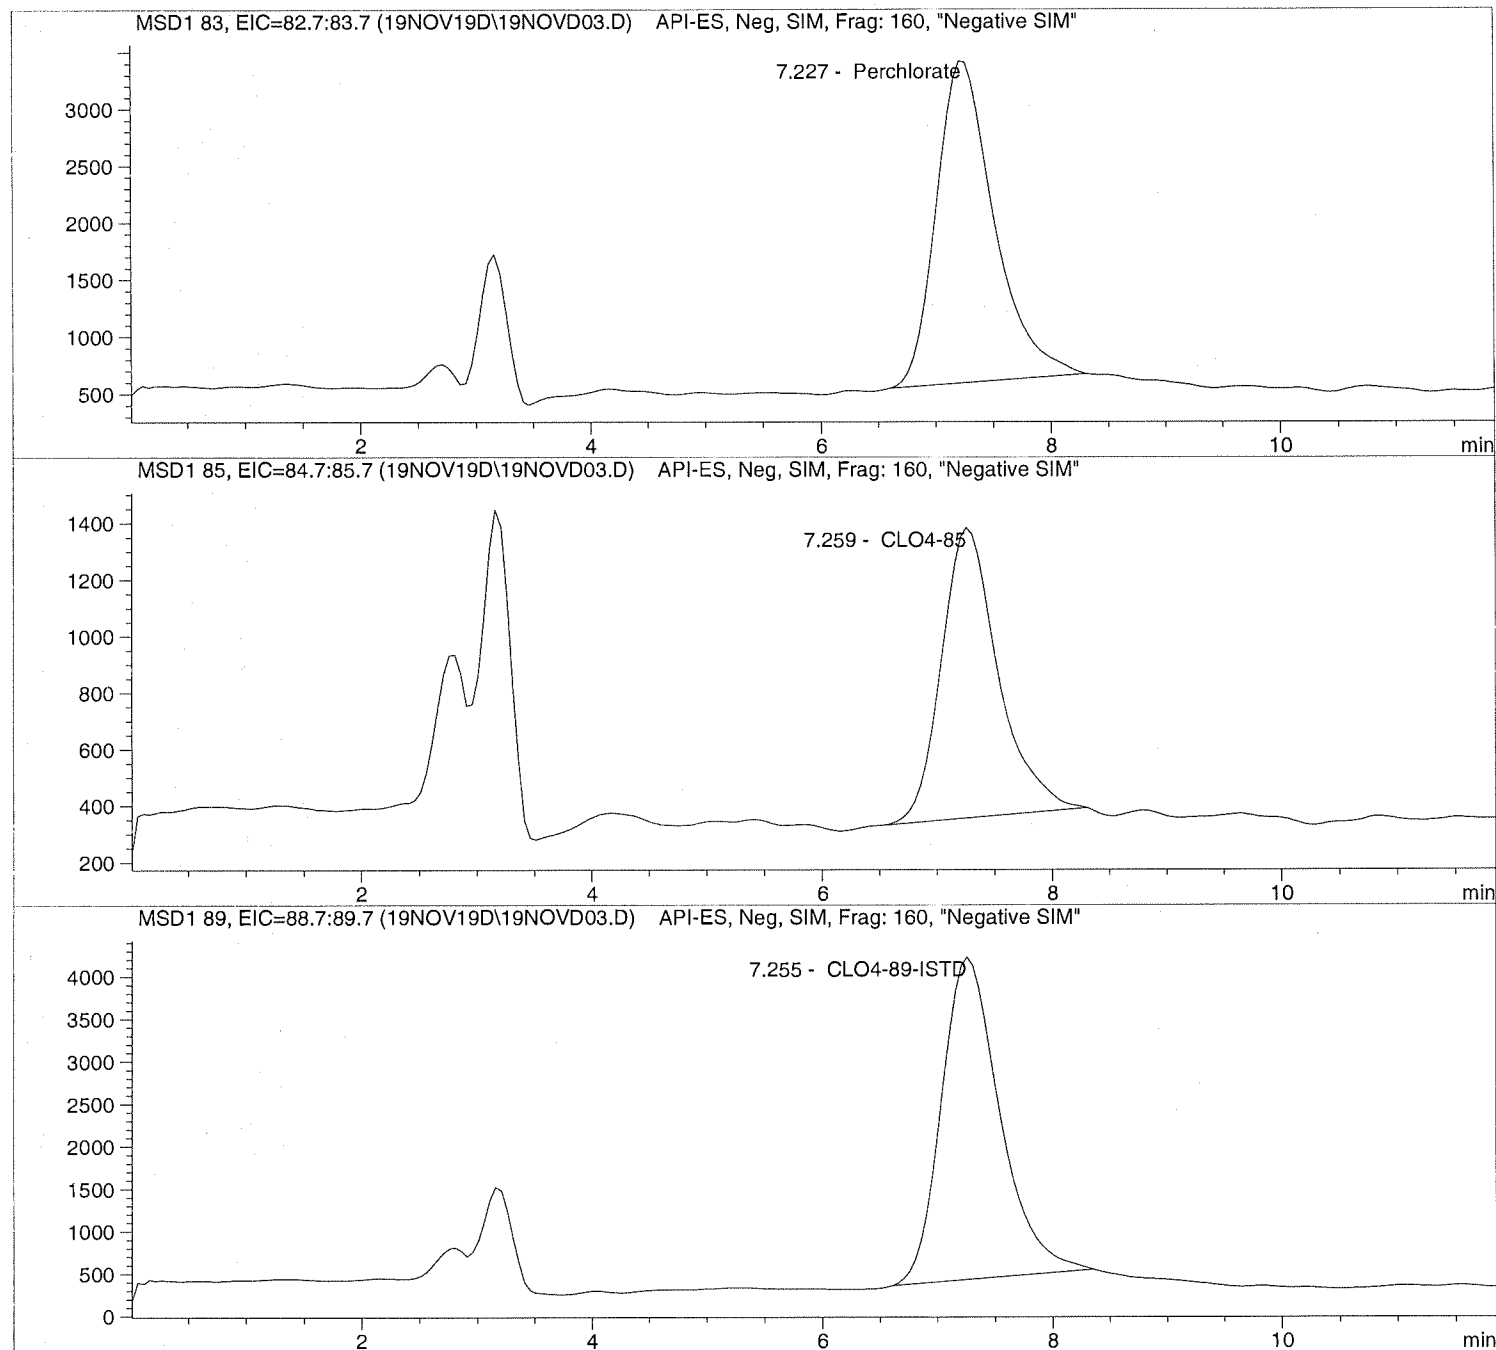 MSD1 83, EIC=82.7:83.7 (19NOV19D\19NOVD03.D) API-ES, Neg, SIM, Frag: 160, "Negative SIM"
7.227 - Perchlorate
3000
2500
2000
1500
1000
500
2 4 6 8 10 min
MSD1 85, EIC=84.7:85.7 (19NOV19D\19NOVD03.D) API-ES, Neg, SIM, Frag: 160, "Negative SIM"
1400
7.259 - CLO4-85
1200
1000
800
600
400
200
2 4 6 8 10 min
MSD1 89, EIC=88.7:89.7 (19NOV19D\19NOVD03.D) API-ES, Neg, SIM, Frag: 160, "Negative SIM"
7.255 - CLO4-89-ISTD
4000
3500
3000
2500
2000
1500
1000
500
0
2 4 6 8 10 min